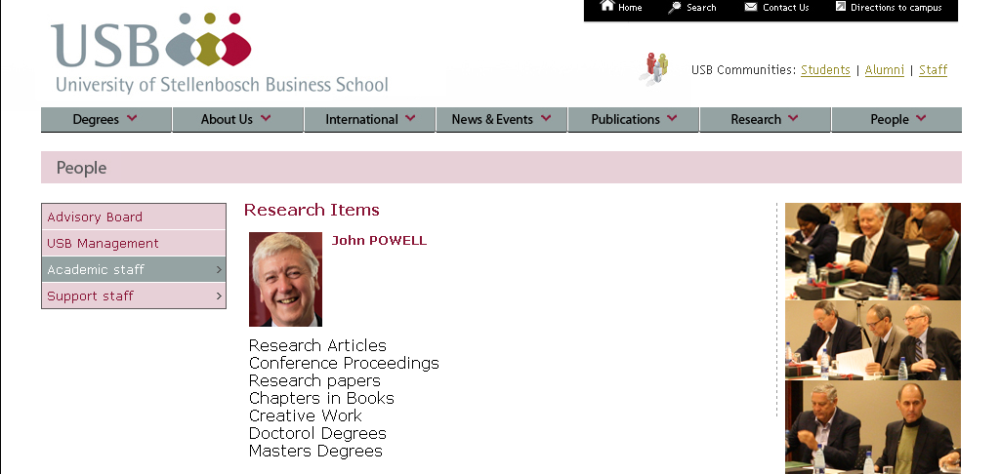 Home Search Contact Us Directions to campus
USB
University of Stellenbosch Business School
USB Communities: Students | Alumni | Staff
Degrees About Us International News & Events Publications Research People
People
Advisory Board
USB Management
Academic staff >
Support staff >
Research Items
John POWELL
Research Articles
Conference Proceedings
Research papers
Chapters in Books
Creative Work
Doctorol Degrees
Masters Degrees